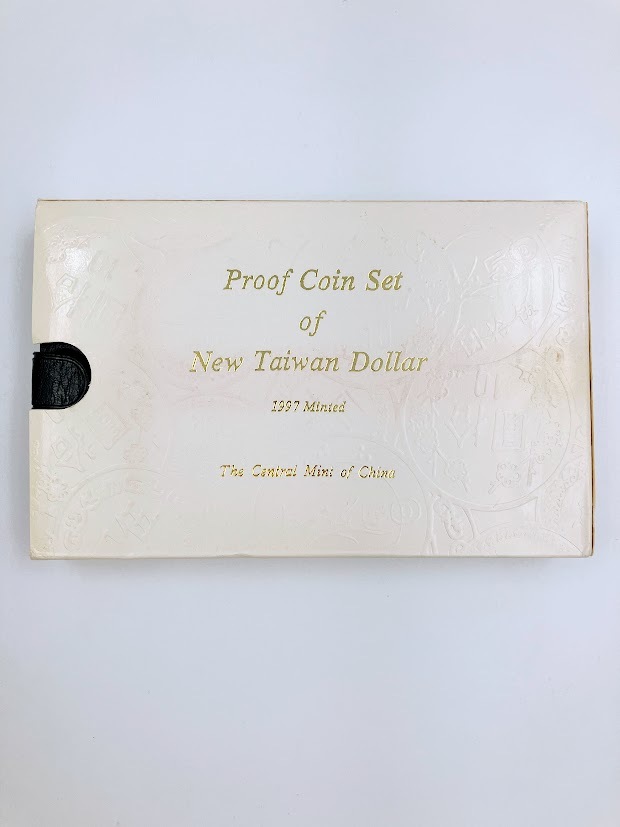 Proof Coin Set
of
New Taiwan Dollar
1997 Minted
The Central Mint of China